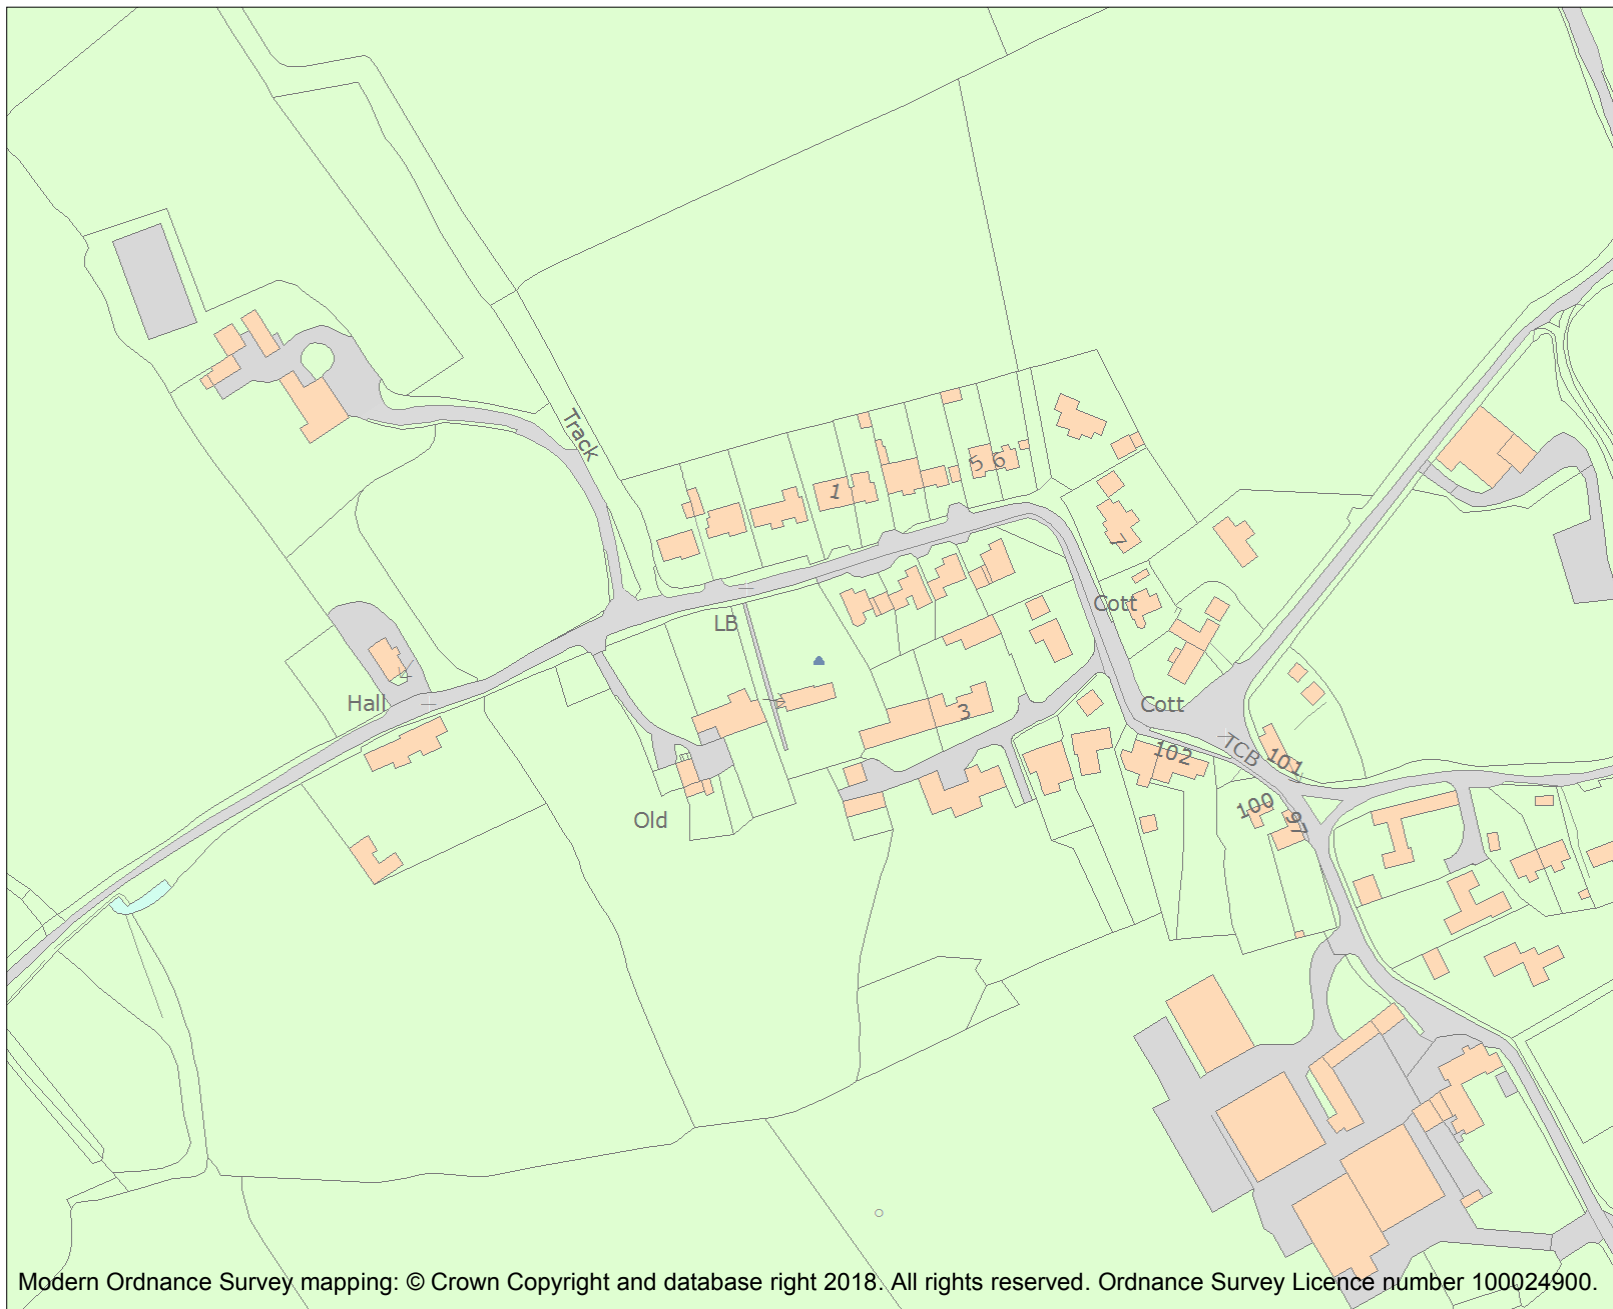 Track
1
5
6
7
Cott
LB
Hall
Cott
3
TCB
102
101
100
97
Old
Modern Ordnance Survey mapping: © Crown Copyright and database right 2018. All rights reserved. Ordnance Survey Licence number 100024900.